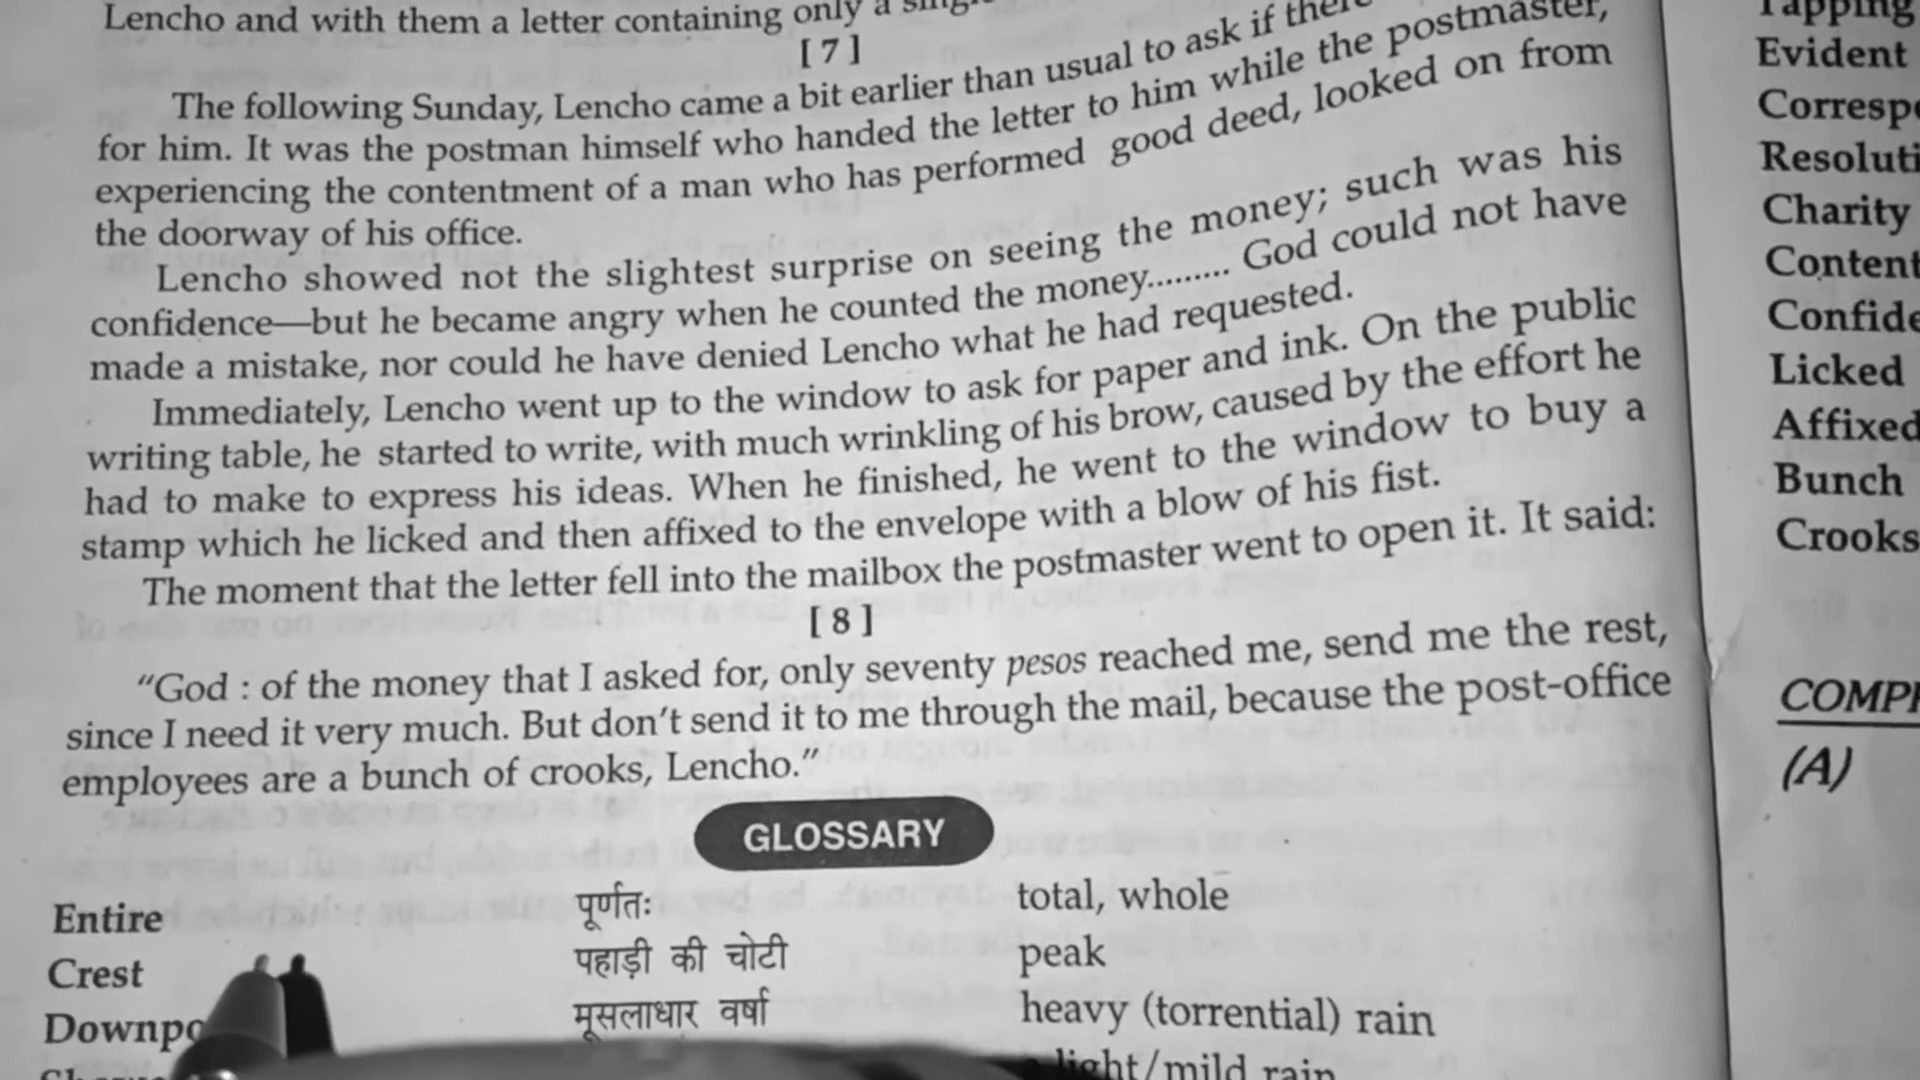 Lencho and with them a letter containing only a
[ 7 ]
The following Sunday, Lencho came a bit earlier than usual to ask if there
for him. It was the postman himself who handed the letter to him while the postmaster,
experiencing the contentment of a man who has performed good deed, looked on from
the doorway of his office.
Lencho showed not the slightest surprise on seeing the money; such was his
confidence—but he became angry when he counted the money......... God could not have
made a mistake, nor could he have denied Lencho what he had requested.
Immediately, Lencho went up to the window to ask for paper and ink. On the public
writing table, he started to write, with much wrinkling of his brow, caused by the effort he
had to make to express his ideas. When he finished, he went to the window to buy a
stamp which he licked and then affixed to the envelope with a blow of his fist.
The moment that the letter fell into the mailbox the postmaster went to open it. It said:
[ 8 ]
“God : of the money that I asked for, only seventy pesos reached me, send me the rest,
since I need it very much. But don’t send it to me through the mail, because the post-office
employees are a bunch of crooks, Lencho.”
GLOSSARY
Entire पूर्णतः total, whole
Crest पहाड़ी की चोटी peak
मूसलाधार वर्षा heavy (torrential) rain
light/mild rain
Tapping
Evident
Charity
Licked
Affixed
Bunch
Crooks
(A)